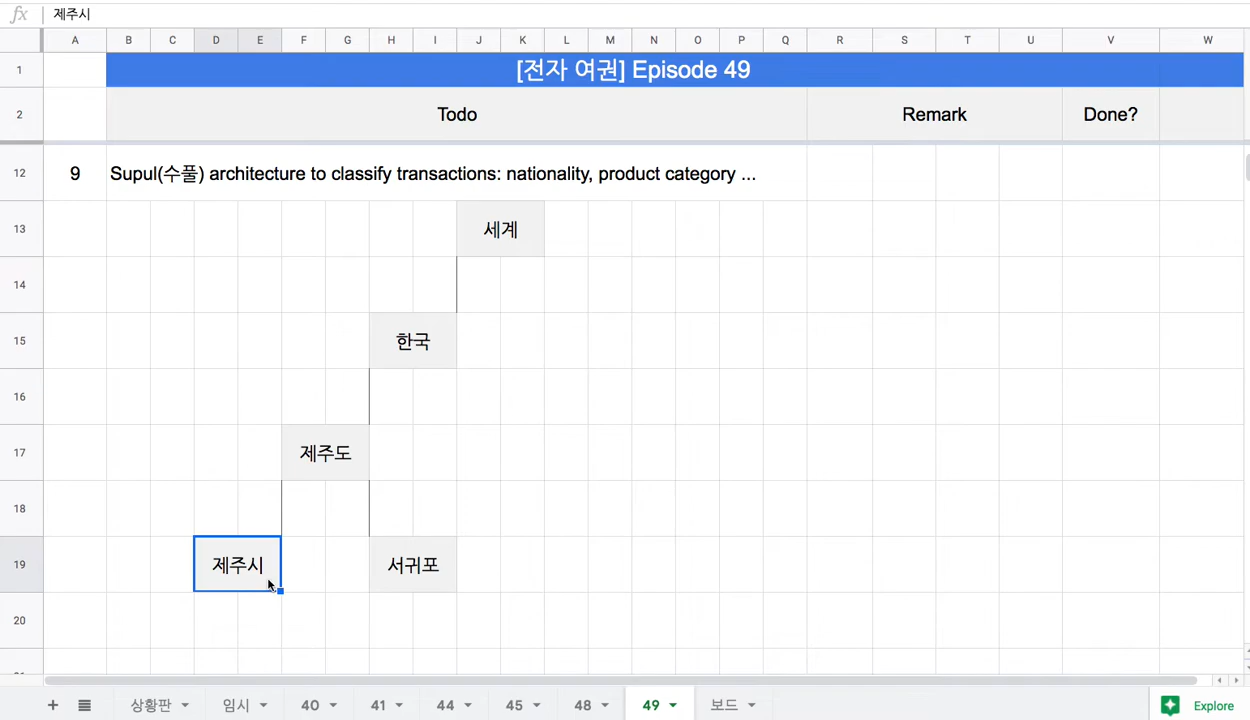 fx 제주시
A B C D E F G H I J K L M N O P Q R S T U V W
1 [전자 여권] Episode 49
2 Todo Remark Done?
12 9 Supul(수풀) architecture to classify transactions: nationality, product category ...
13 세계
14
15 한국
16
17 제주도
18
19 제주시 서귀포
20
+ 상황판 임시 40 41 44 45 48 49 보드 Explore